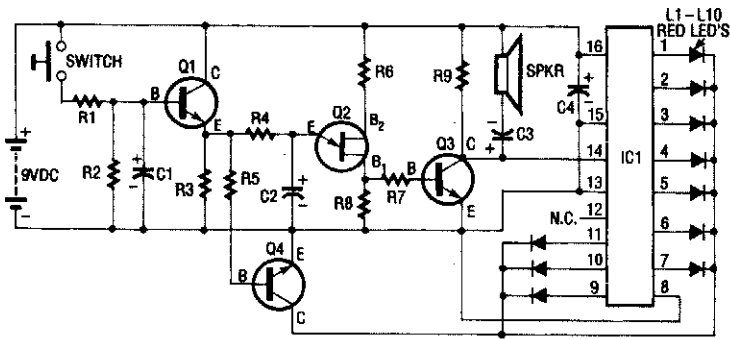 L1–L10
RED LED'S
SWITCH
Q1
C
B
E
R1
R2
C1
R3
R4
R5
9VDC
+
−
R6
Q2
E
B2
B1
C2
R8
R7
R9
SPKR
C3
Q3
B
C
E
C4
IC1
16
15
14
13
12
11
10
9
1
2
3
4
5
6
7
8
N.C.
Q4
B
E
C